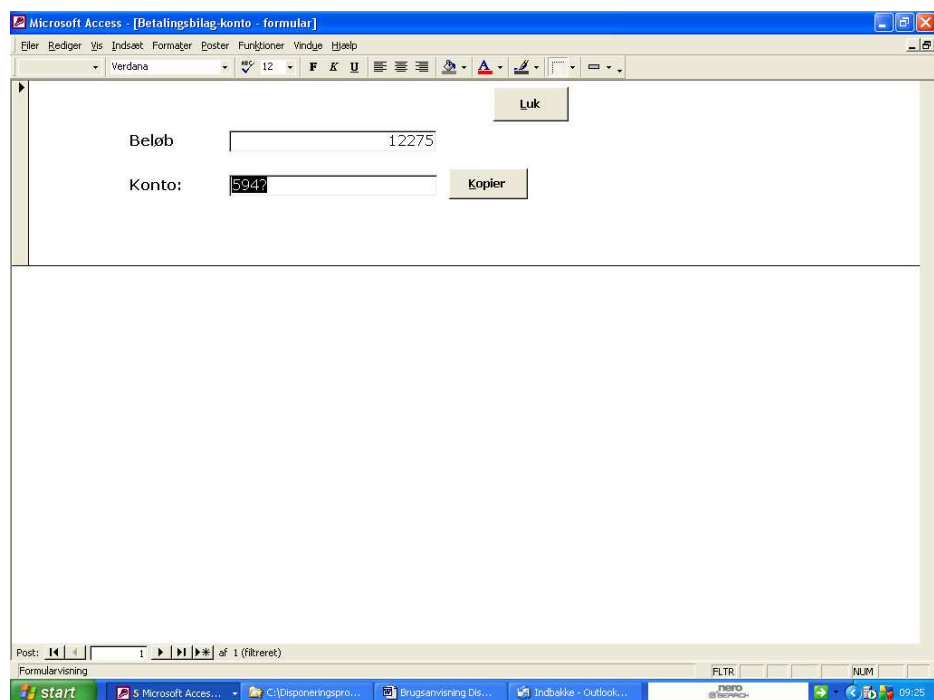 Microsoft Access - [Betalingsbilag-konto - formular]
Filer Rediger Vis Indsæt Formater Poster Funktioner Vindue Hjælp
Verdana 12 F K U
Luk
Beløb 12275
Konto: 594? Kopier
Post: 1 af 1 (filtreret)
Formularvisning FLTR NUM
start 5 Microsoft Acces... C:\Disponeringspro... Brugsanvisning Dis... Indbakke - Outlook... nero SEARCH 09:25